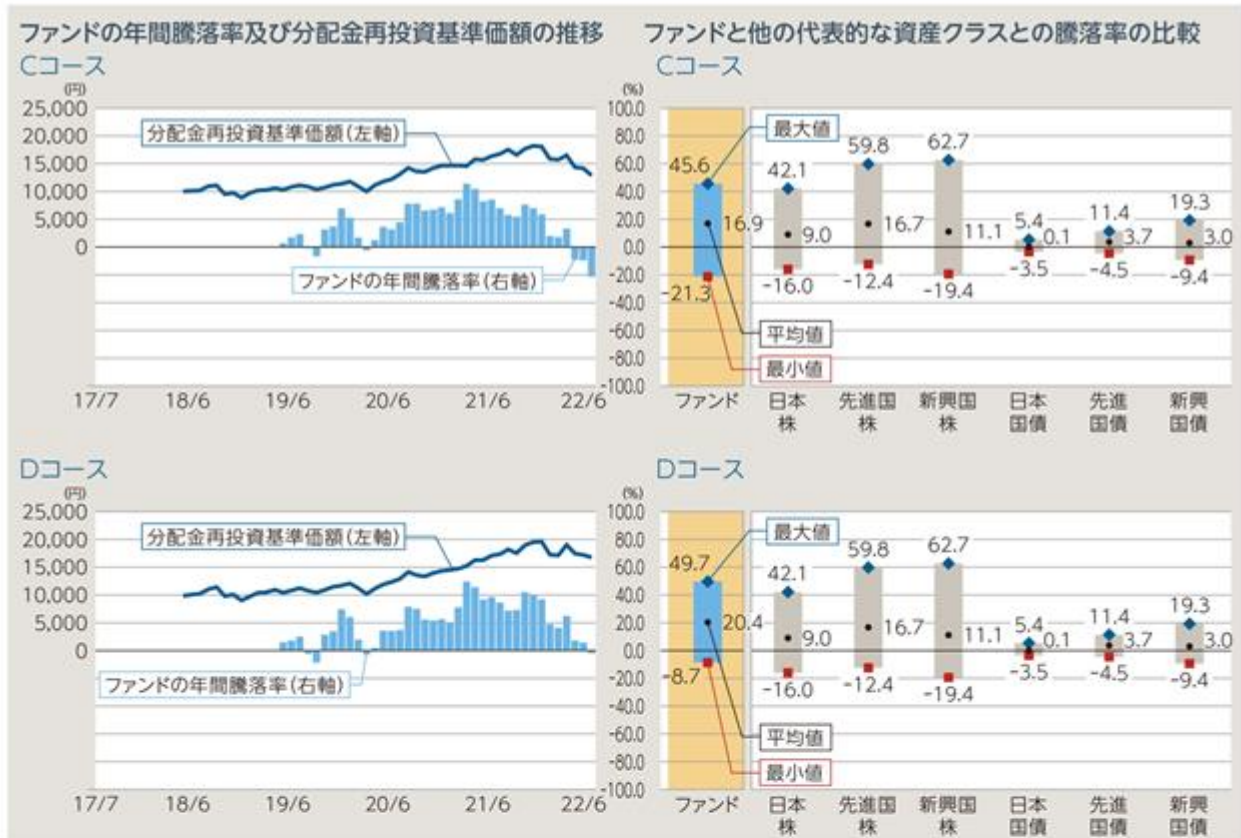 ファンドの年間騰落率及び分配金再投資基準価額の推移
Cコース
(円)
25,000
20,000
15,000
10,000
5,000
0
分配金再投資基準価額(左軸)
ファンドの年間騰落率(右軸)
(%)
100.0
80.0
60.0
40.0
20.0
0.0
-20.0
-40.0
-60.0
-80.0
-100.0
17/7 18/6 19/6 20/6 21/6 22/6
ファンドと他の代表的な資産クラスとの騰落率の比較
Cコース
最大値
45.6 42.1 59.8 62.7 5.4 11.4 19.3
16.9 9.0 16.7 11.1 0.1 3.7 3.0
-21.3 -16.0 -12.4 -19.4 -3.5 -4.5 -9.4
平均値
最小値
ファンド 日本株 先進国株 新興国株 日本国債 先進国債 新興国債
Dコース
(円)
25,000
20,000
15,000
10,000
5,000
0
分配金再投資基準価額(左軸)
ファンドの年間騰落率(右軸)
(%)
100.0
80.0
60.0
40.0
20.0
0.0
-20.0
-40.0
-60.0
-80.0
-100.0
17/7 18/6 19/6 20/6 21/6 22/6
Dコース
最大値
49.7 42.1 59.8 62.7 5.4 11.4 19.3
20.4 9.0 16.7 11.1 0.1 3.7 3.0
-8.7 -16.0 -12.4 -19.4 -3.5 -4.5 -9.4
平均値
最小値
ファンド 日本株 先進国株 新興国株 日本国債 先進国債 新興国債